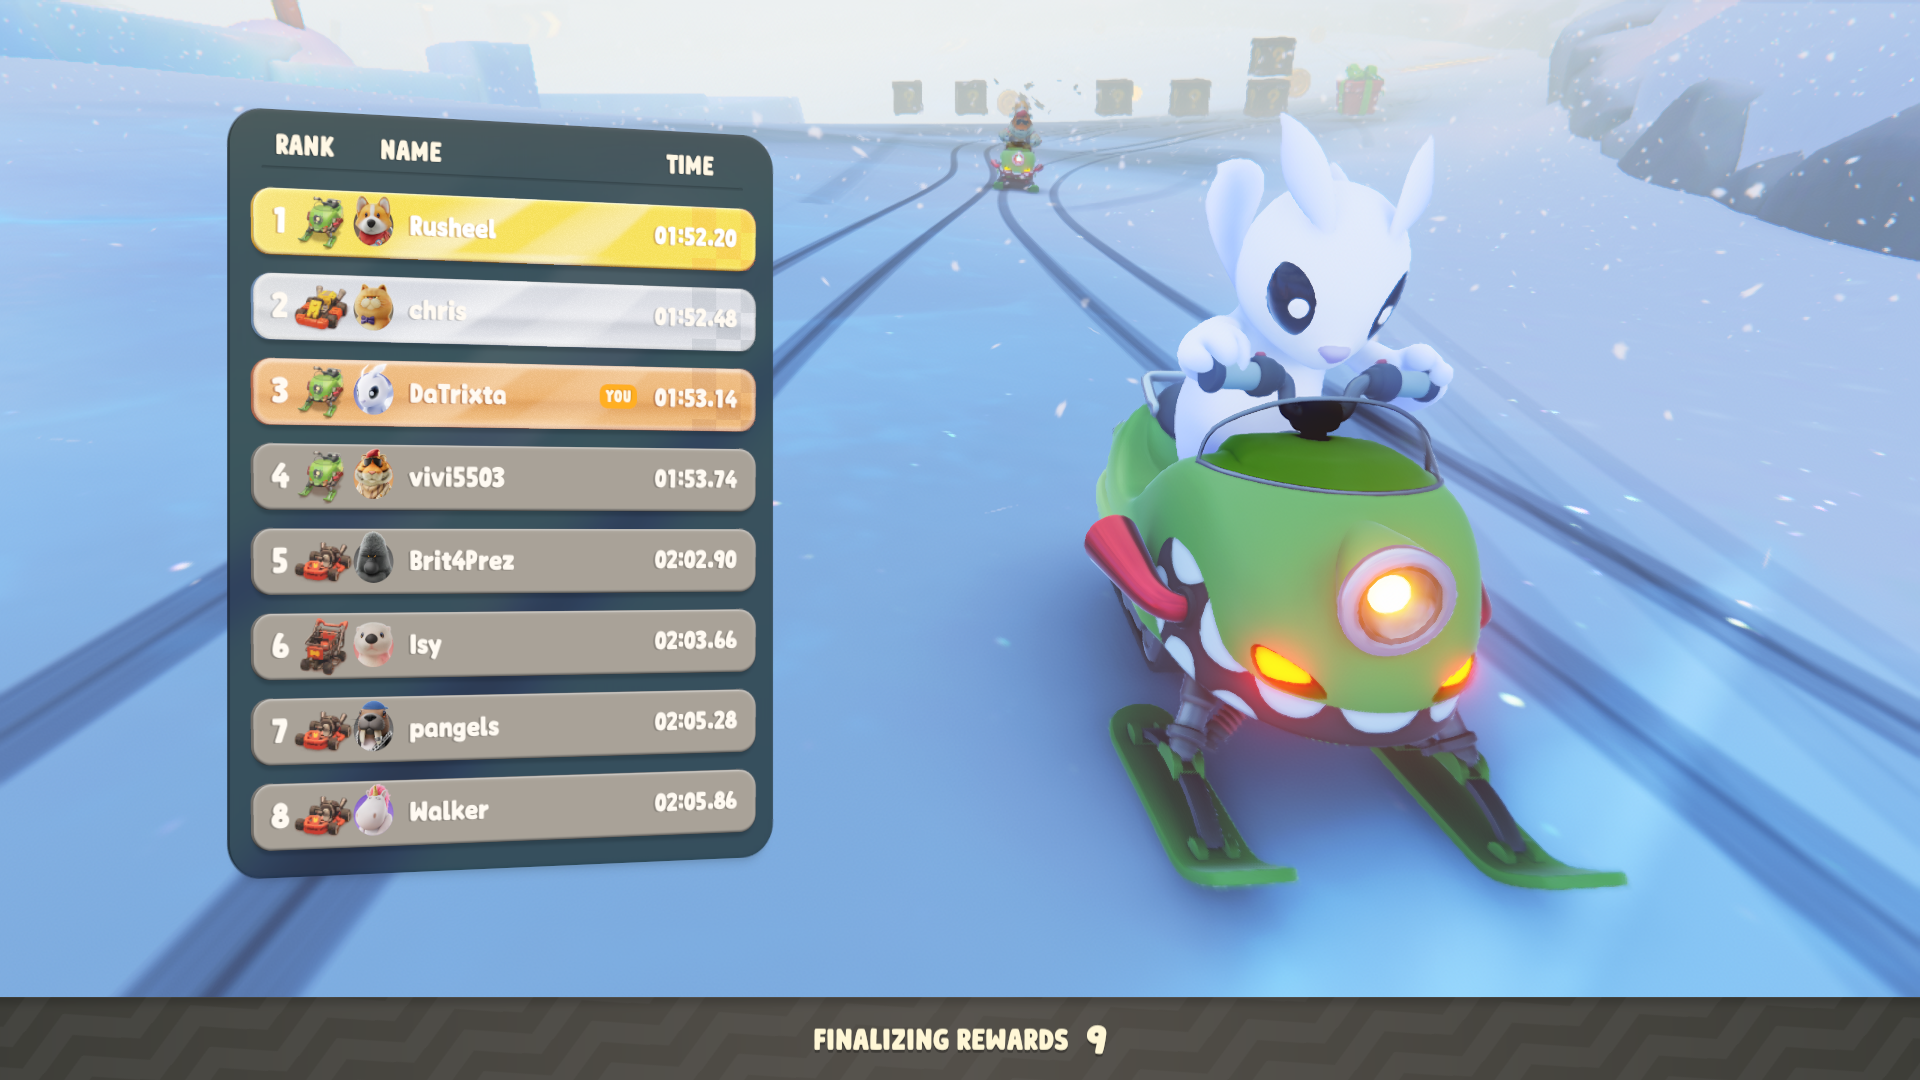 RANK NAME TIME
1 Rusheel 01:52.20
2 chris 01:52.48
3 DaTrixta YOU 01:53.14
4 vivi5503 01:53.74
5 Brit4Prez 02:02.90
6 Isy 02:03.66
7 pangels 02:05.28
8 Walker 02:05.86
FINALIZING REWARDS 9